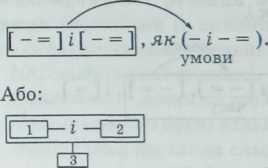 [ – = ] і [ – = ] , як (– і – = ).
умови
Або:
1 — і — 2
3